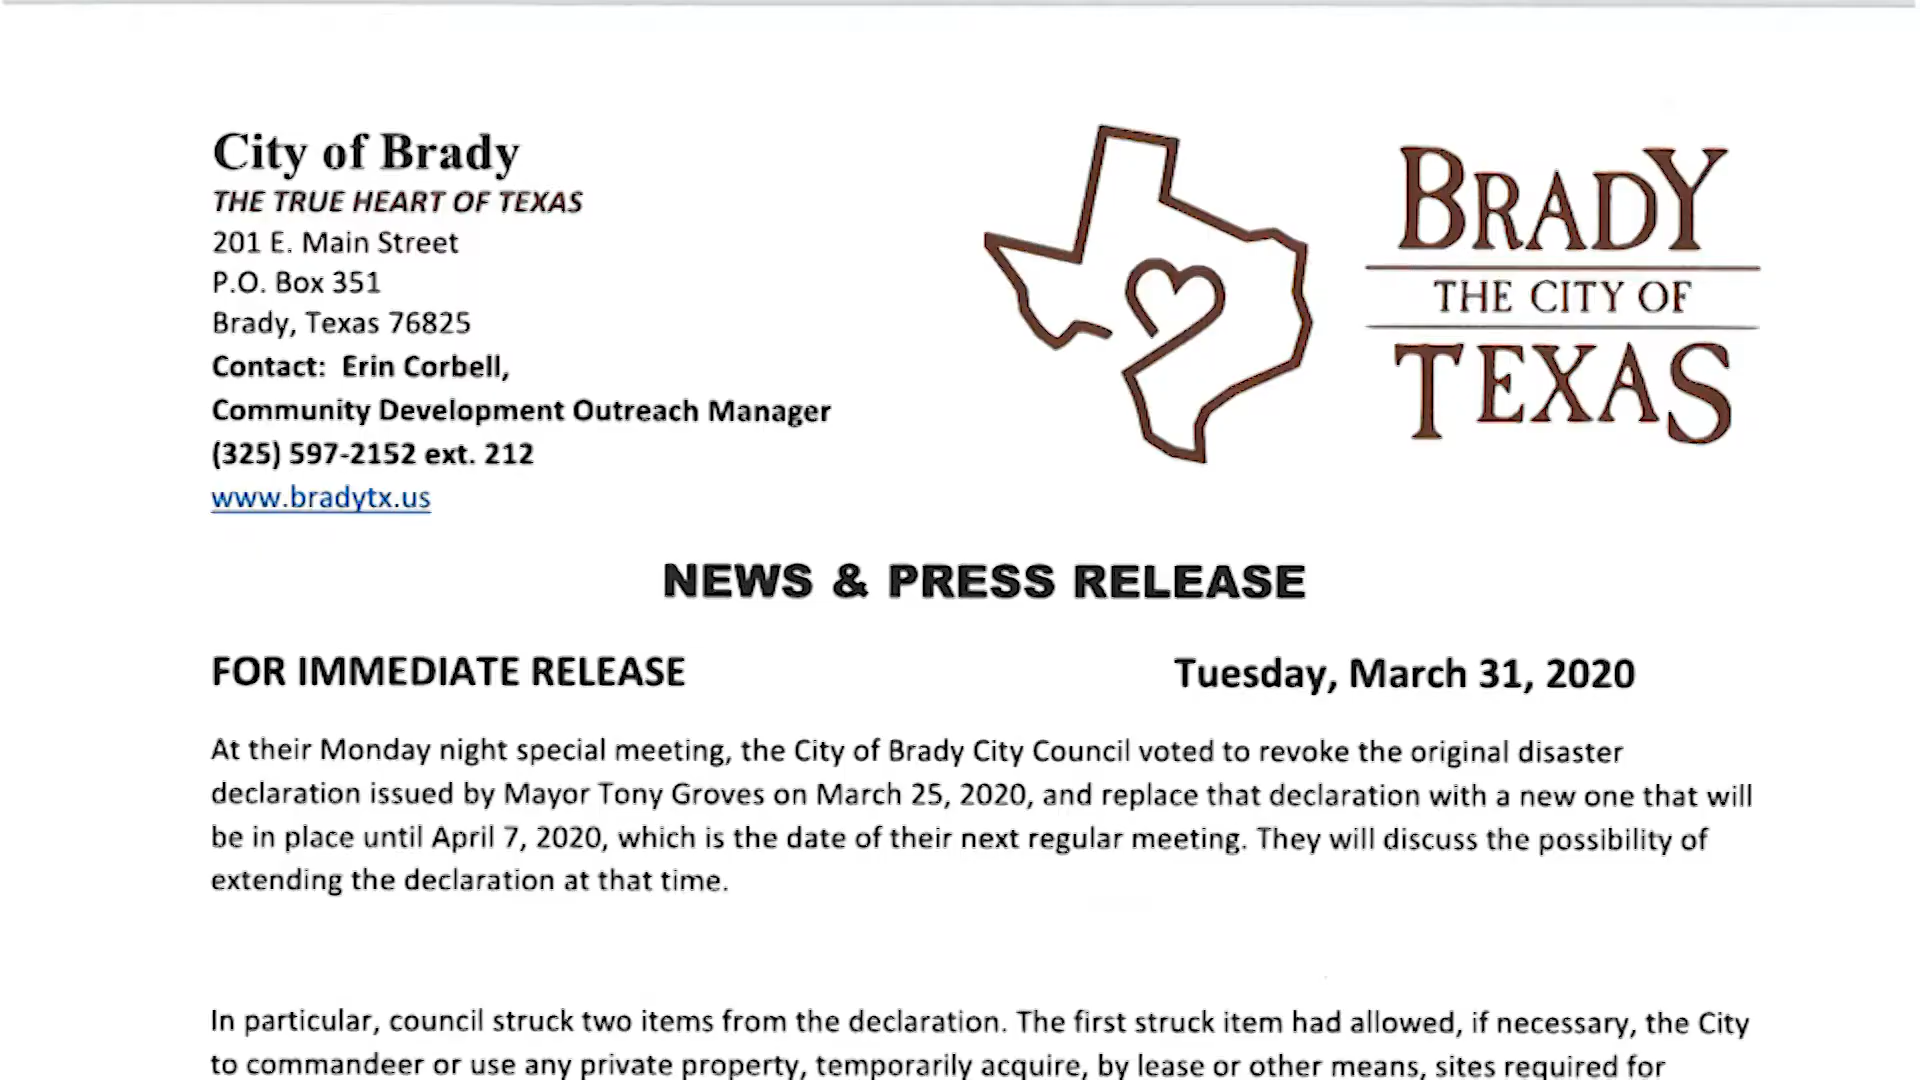 City of Brady
THE TRUE HEART OF TEXAS
201 E. Main Street
P.O. Box 351
Brady, Texas 76825
Contact:  Erin Corbell,
Community Development Outreach Manager
(325) 597-2152 ext. 212
www.bradytx.us
BRADY
THE CITY OF
TEXAS
NEWS & PRESS RELEASE
FOR IMMEDIATE RELEASE
Tuesday, March 31, 2020
At their Monday night special meeting, the City of Brady City Council voted to revoke the original disaster
declaration issued by Mayor Tony Groves on March 25, 2020, and replace that declaration with a new one that will
be in place until April 7, 2020, which is the date of their next regular meeting. They will discuss the possibility of
extending the declaration at that time.
In particular, council struck two items from the declaration. The first struck item had allowed, if necessary, the City
to commandeer or use any private property, temporarily acquire, by lease or other means, sites required for